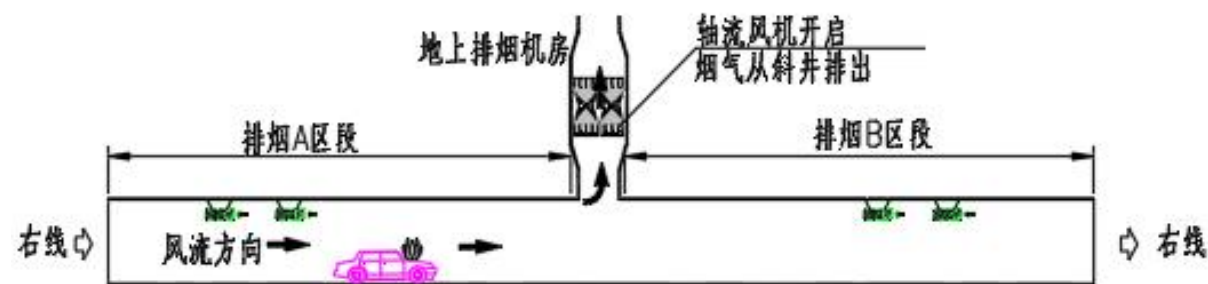 地上排烟机房
轴流风机开启
烟气从斜井排出
排烟A区段
排烟B区段
右线
风流方向
右线